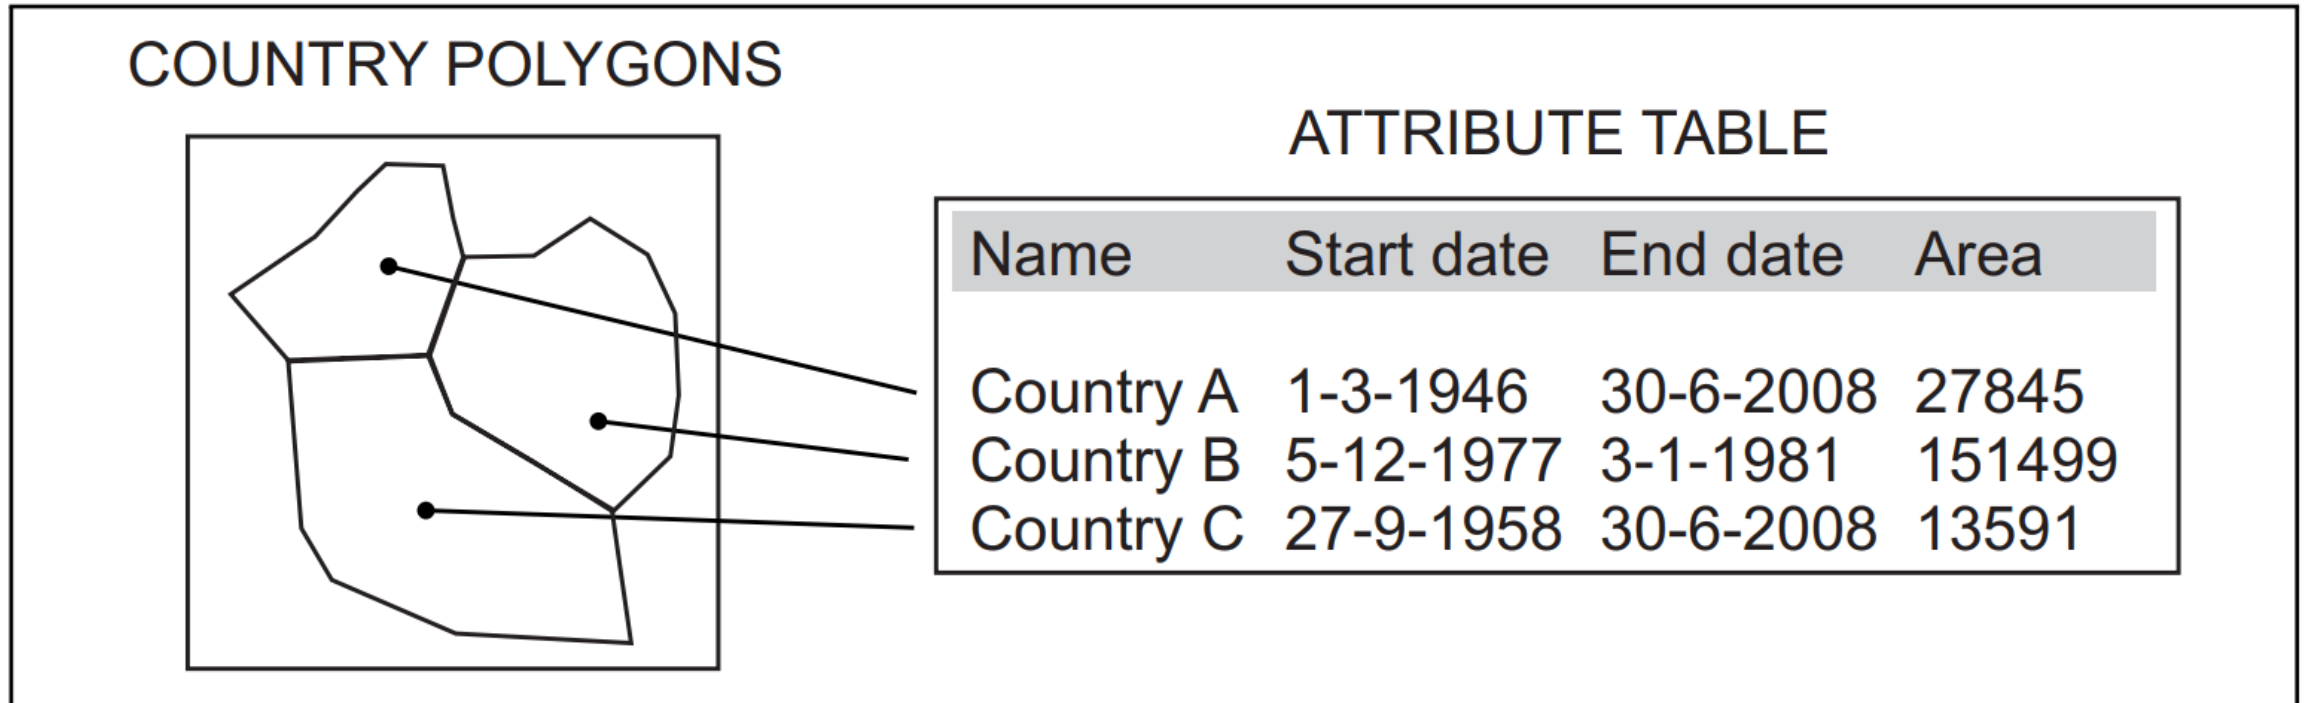 COUNTRY POLYGONS
ATTRIBUTE TABLE
Name Start date End date Area
Country A 1-3-1946 30-6-2008 27845
Country B 5-12-1977 3-1-1981 151499
Country C 27-9-1958 30-6-2008 13591